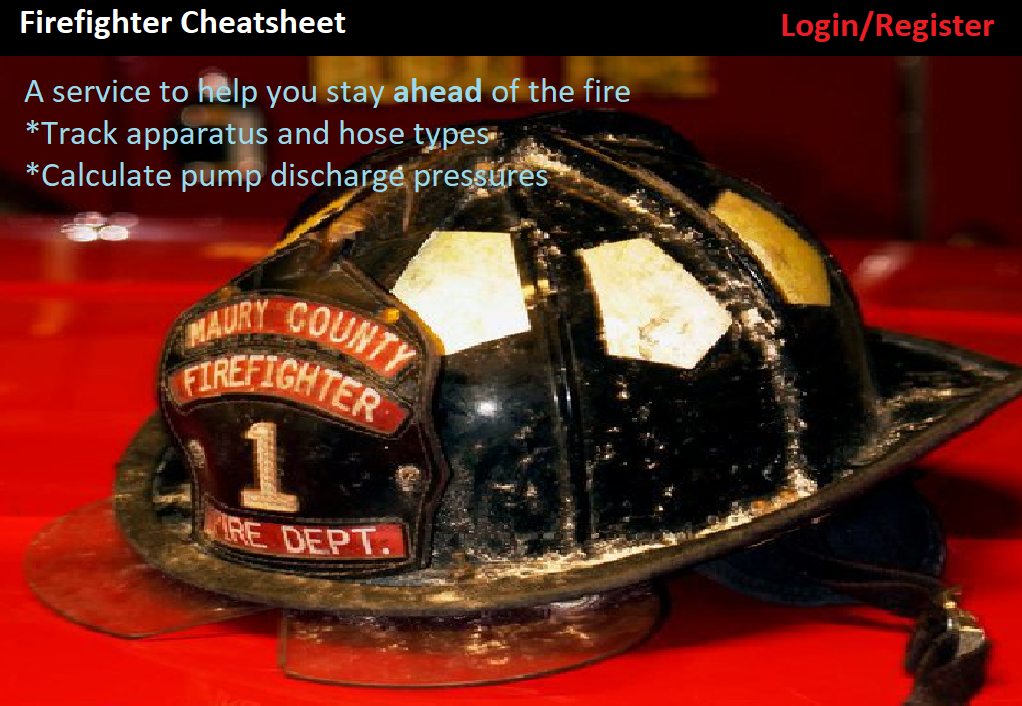 Firefighter Cheatsheet
Login/Register
A service to help you stay ahead of the fire
*Track apparatus and hose types
*Calculate pump discharge pressures
MAURY COUNTY
FIREFIGHTER
1
FIRE DEPT.